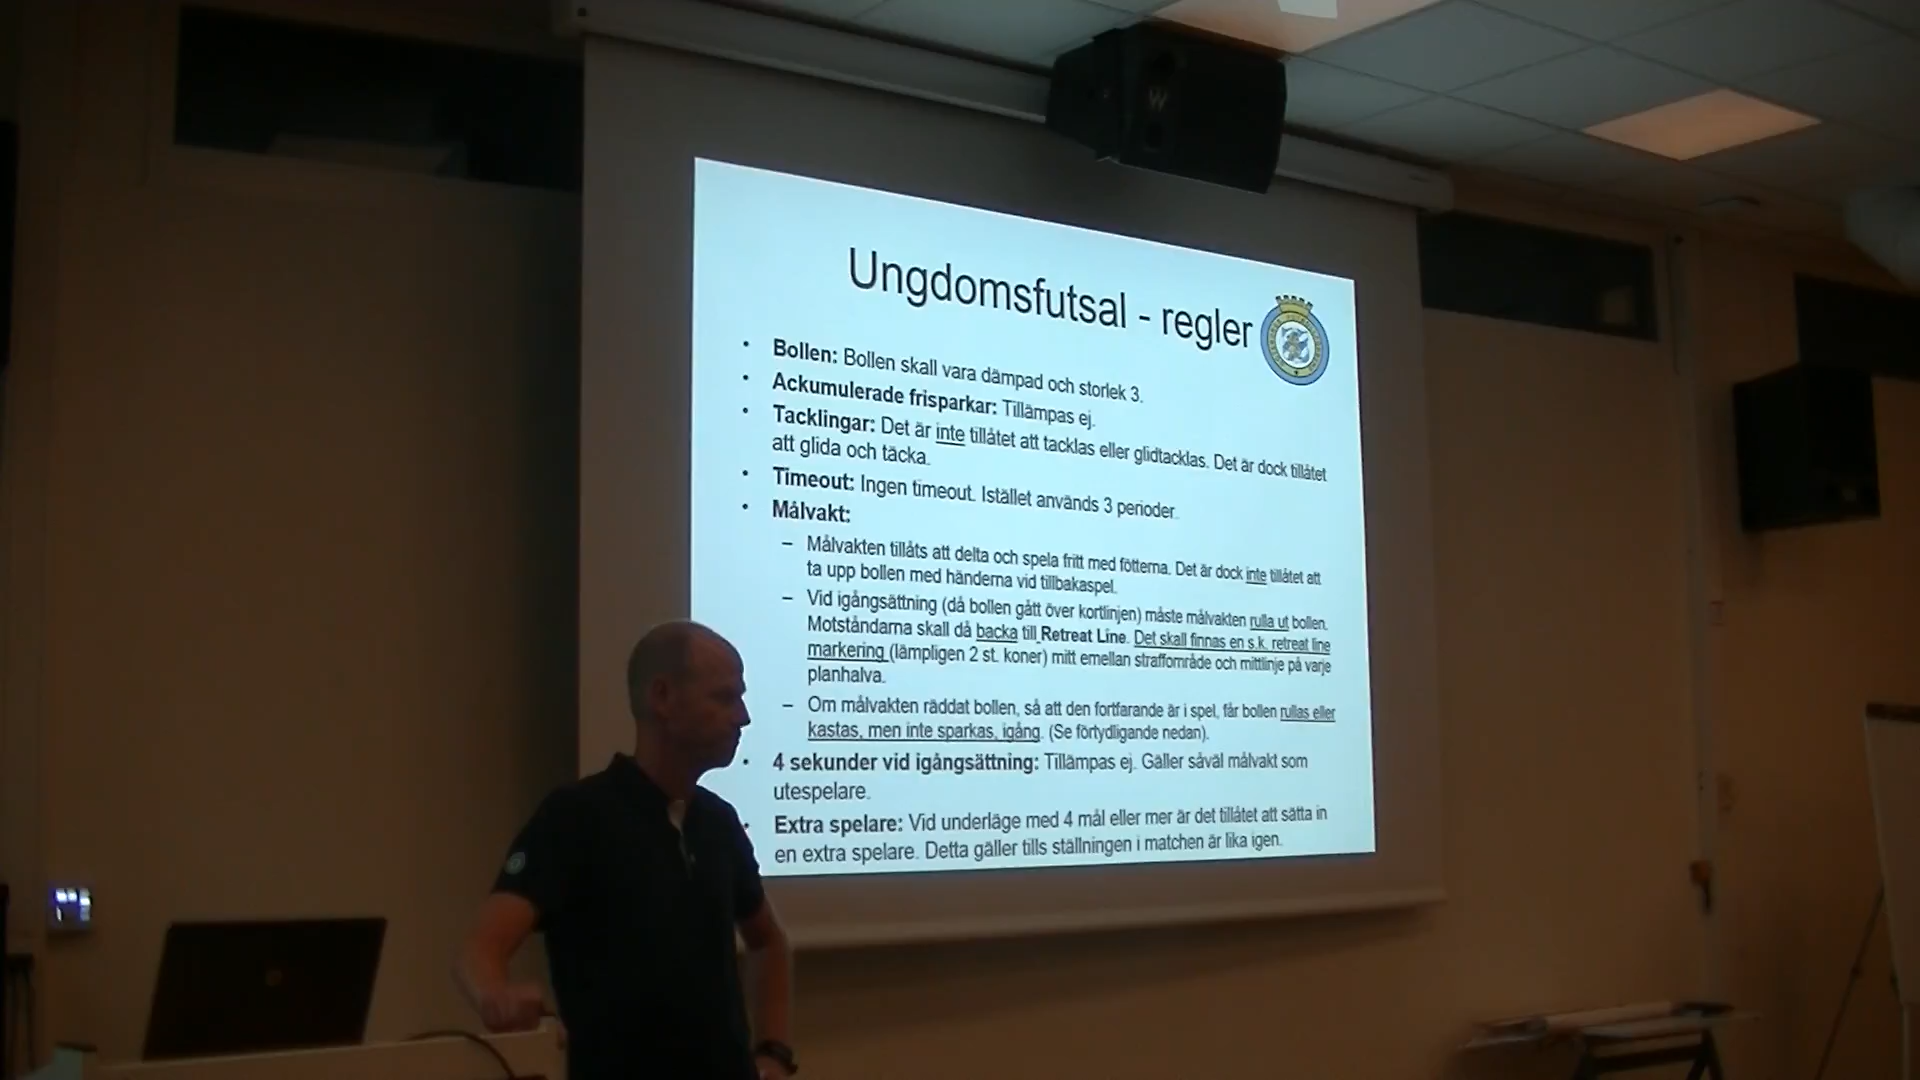 Ungdomsfutsal - regler
• Bollen: Bollen skall vara dämpad och storlek 3.
• Ackumulerade frisparkar: Tillämpas ej.
• Tacklingar: Det är inte tillåtet att tacklas eller glidtacklas. Det är dock tillåtet
att glida och täcka.
• Timeout: Ingen timeout. Istället används 3 perioder.
• Målvakt:
– Målvakten tillåts att delta och spela fritt med fötterna. Det är dock inte tillåtet att
ta upp bollen med händerna vid tillbakaspel.
– Vid igångsättning (då bollen gått över kortlinjen) måste målvakten rulla ut bollen.
Motståndarna skall då backa till Retreat Line. Det skall finnas en s.k. retreat line
markering (lämpligen 2 st. koner) mitt emellan straffområde och mittlinje på varje
planhalva.
– Om målvakten räddat bollen, så att den fortfarande är i spel, får bollen rullas eller
kastas, men inte sparkas, igång. (Se förtydligande nedan).
• 4 sekunder vid igångsättning: Tillämpas ej. Gäller såväl målvakt som
utespelare.
• Extra spelare: Vid underläge med 4 mål eller mer är det tillåtet att sätta in
en extra spelare. Detta gäller tills ställningen i matchen är lika igen.